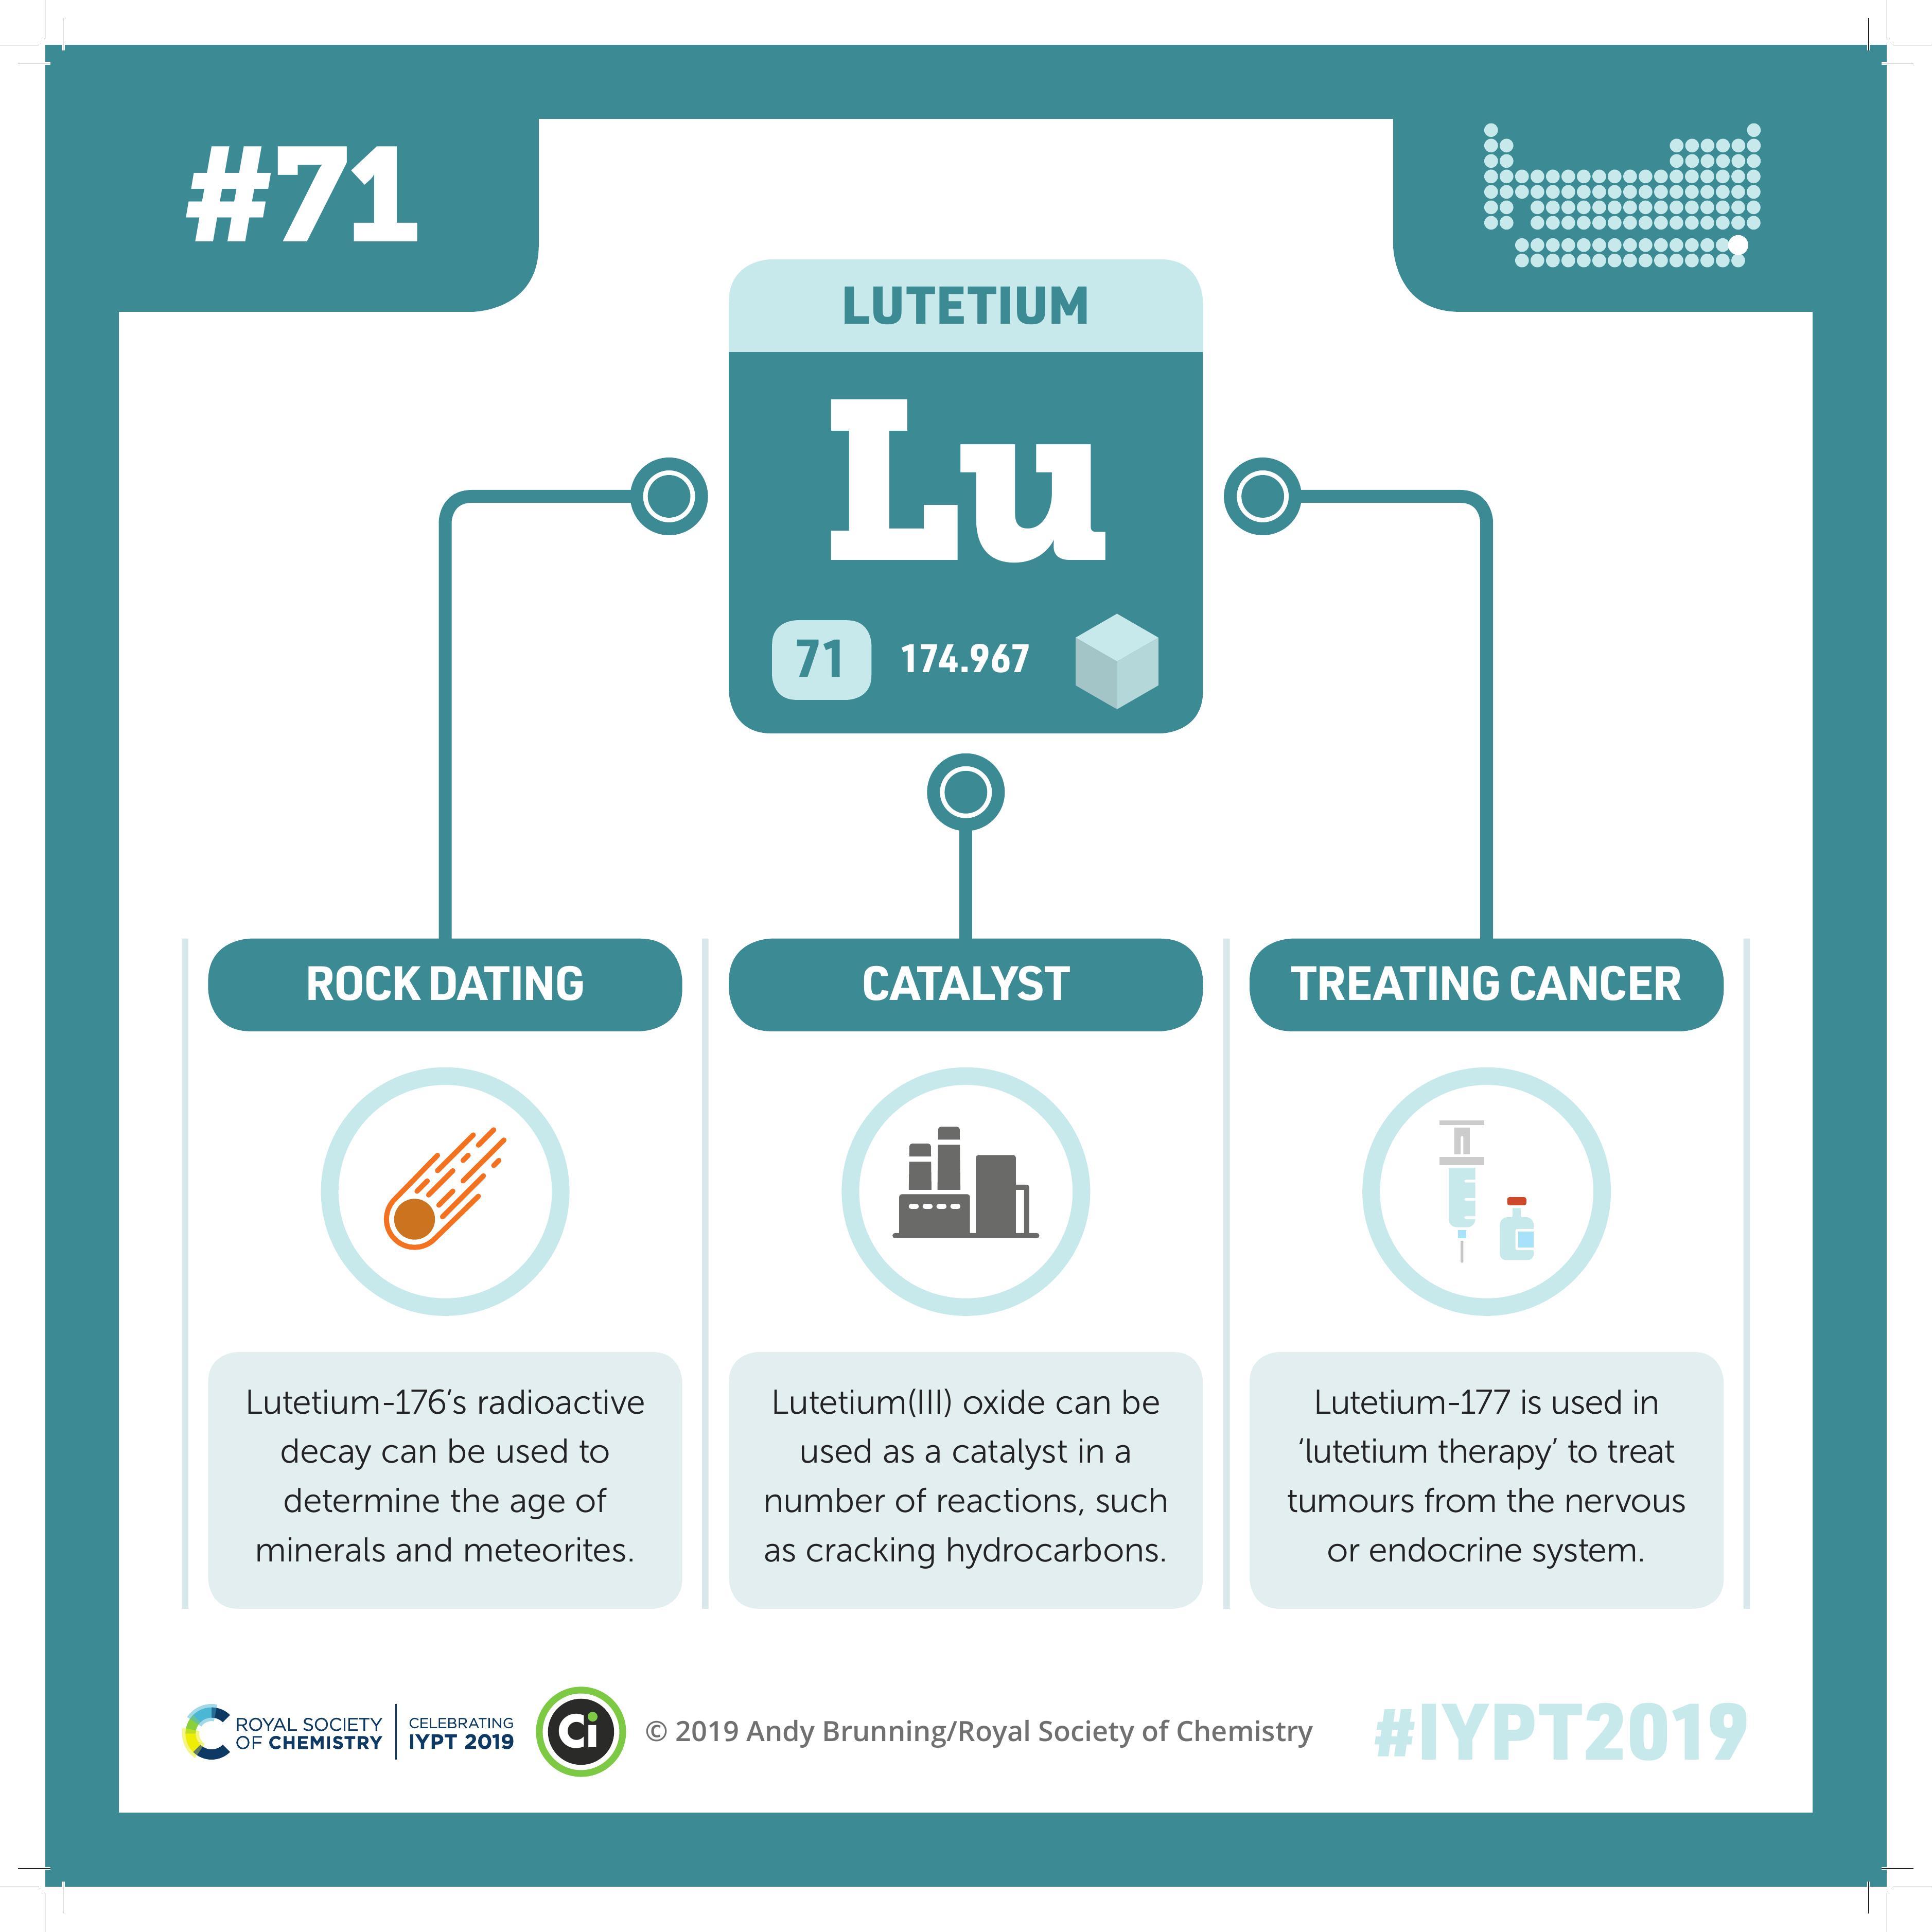 #71
LUTETIUM
Lu
71 174.967
ROCK DATING
Lutetium-176’s radioactive
decay can be used to
determine the age of
minerals and meteorites.
CATALYST
Lutetium(III) oxide can be
used as a catalyst in a
number of reactions, such
as cracking hydrocarbons.
TREATING CANCER
Lutetium-177 is used in
‘lutetium therapy’ to treat
tumours from the nervous
or endocrine system.
ROYAL SOCIETY
OF CHEMISTRY
CELEBRATING
IYPT 2019
Ci
© 2019 Andy Brunning/Royal Society of Chemistry
#IYPT2019